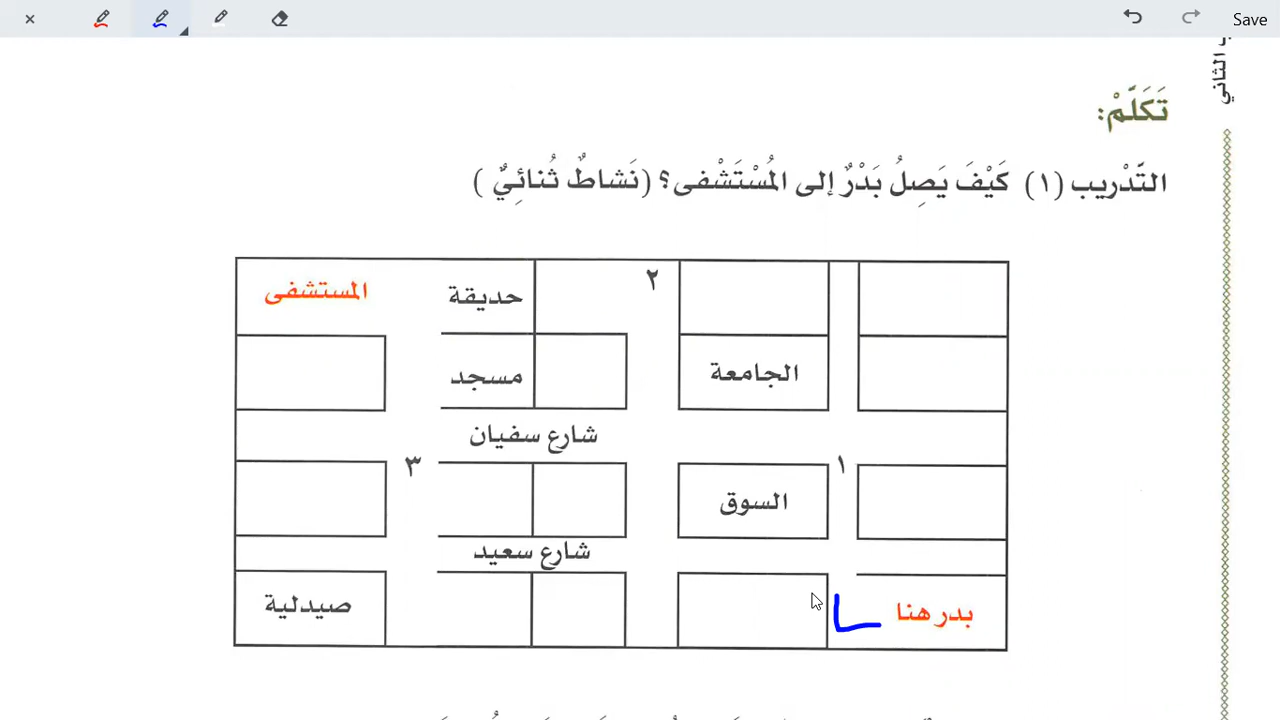 Save
الثاني
تَكَلَّمْ:
التَّدْريب (١) كَيْفَ يَصِلُ بَدْرٌ إلى المُسْتَشْفى؟ (نَشاطٌ ثُنائِيٌّ)
٢
حديقة
المستشفى
الجامعة
مسجد
شارع سفيان
١
٣
السوق
شارع سعيد
بدر هنا
صيدلية